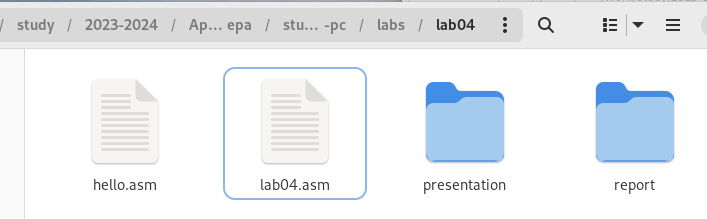 / study / 2023-2024 / Ap... epa / stu... -pc / labs / lab04
hello.asm lab04.asm presentation report